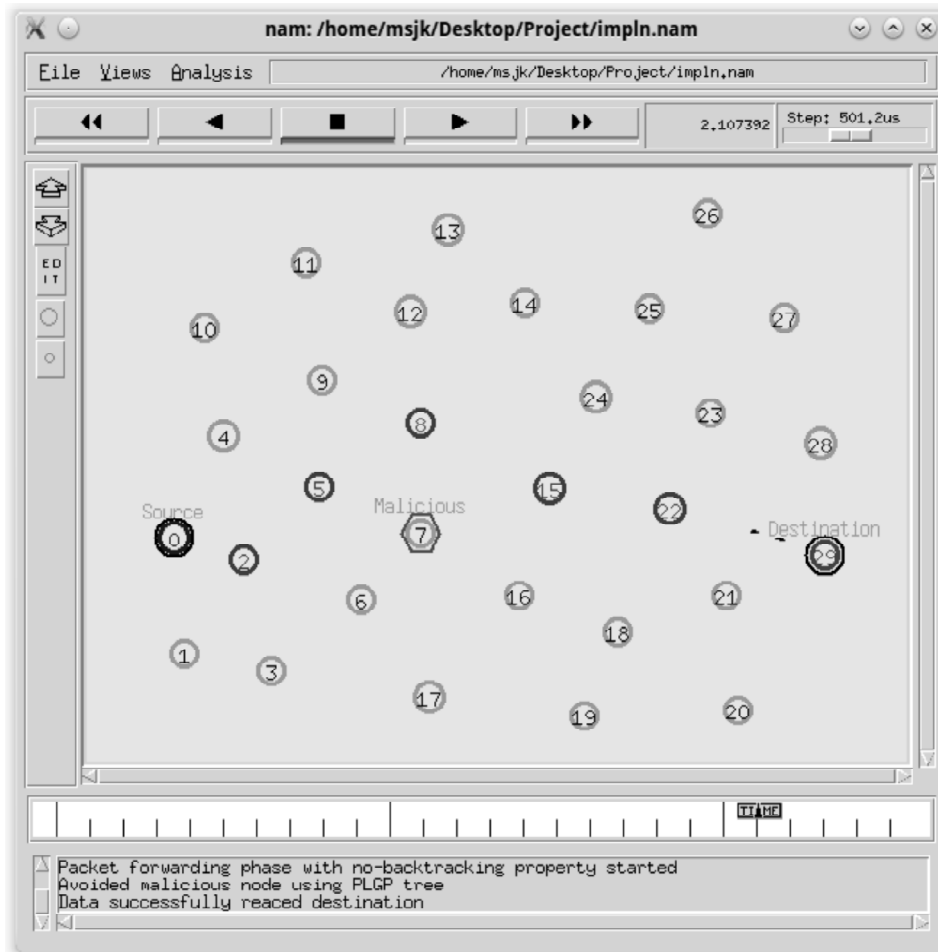 nam: /home/msjk/Desktop/Project/impln.nam
File Views Analysis /home/msjk/Desktop/Project/impln.nam
2.107392 Step: 501.2us
ED
IT
26
13
11
14
12 25
27
10
9
24
23
8
4
28
5 15
Malicious
Source 22
Destination
7
0
29
2
16 21
6
18
1
3
17
20
19
TIME
Packet forwarding phase with no-backtracking property started
Avoided malicious node using PLGP tree
Data successfully reaced destination